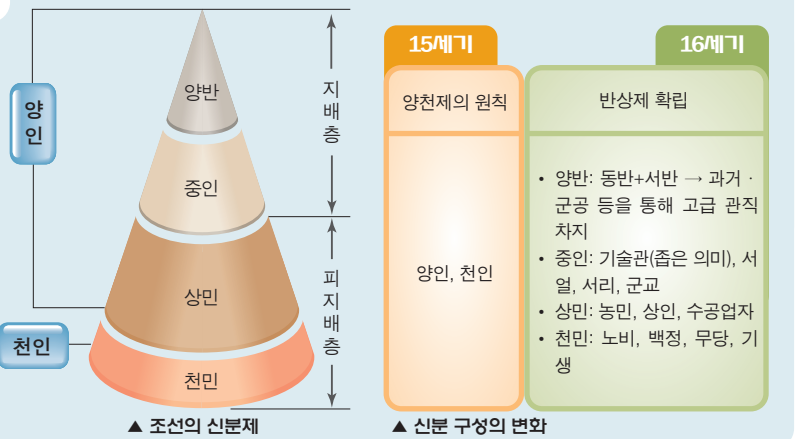 양반
중인
상민
천민
양
인
천인
지
배
층
피
지
배
층
▲ 조선의 신분제
15세기
16세기
양천제의 원칙
반상제 확립
양인, 천인
• 양반: 동반+서반 → 과거 ·
군공 등을 통해 고급 관직
차지
• 중인: 기술관(좁은 의미), 서
얼, 서리, 군교
• 상민: 농민, 상인, 수공업자
• 천민: 노비, 백정, 무당, 기
생
▲ 신분 구성의 변화